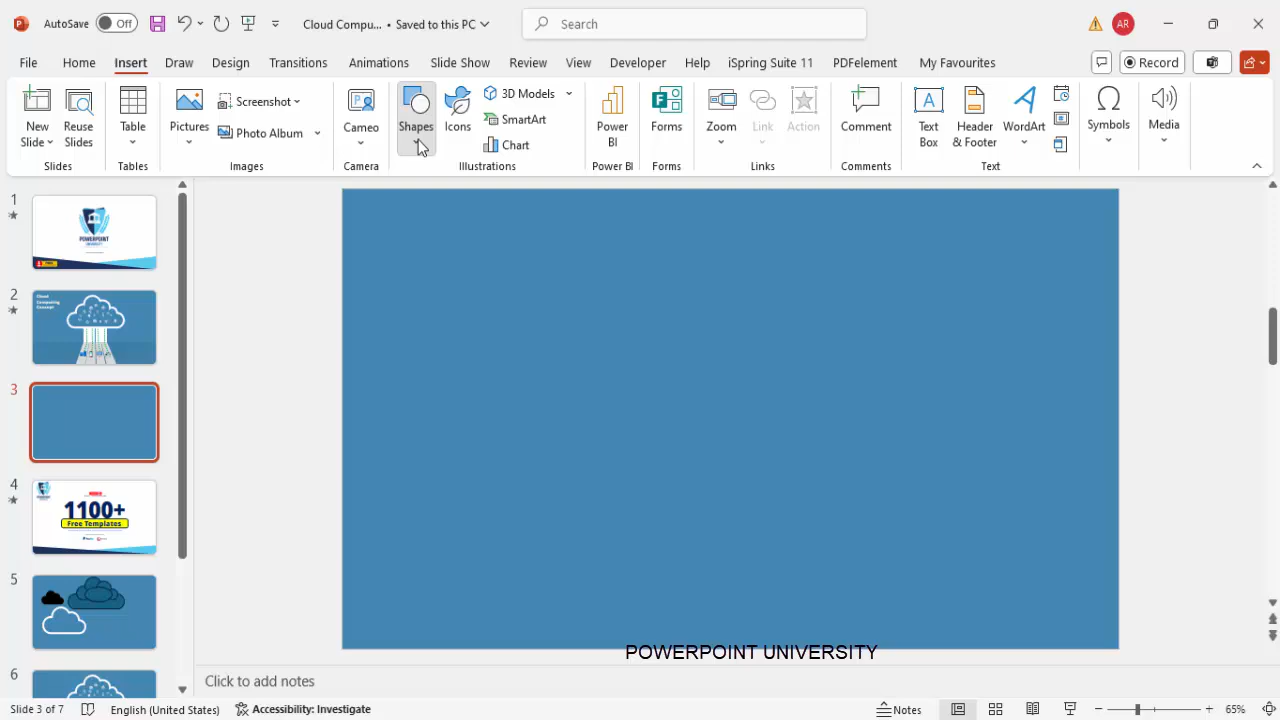 AutoSave Off Cloud Compu... • Saved to this PC Search AR
File Home Insert Draw Design Transitions Animations Slide Show Review View Developer Help iSpring Suite 11 PDFelement My Favourites Record
New Slide
Reuse Slides
Slides
Table
Tables
Pictures
Screenshot
Photo Album
Images
Cameo
Camera
Shapes
Icons
3D Models
SmartArt
Chart
Illustrations
Power BI
Power BI
Forms
Forms
Zoom
Link
Action
Links
Comment
Comments
Text Box
Header & Footer
WordArt
Text
Symbols
Media
1
POWERPOINT
UNIVERSITY
2
Cloud
Computing
Concept
3
4
1100+
Free Templates
5
6
POWERPOINT UNIVERSITY
Click to add notes
Slide 3 of 7 English (United States) Accessibility: Investigate Notes 65%